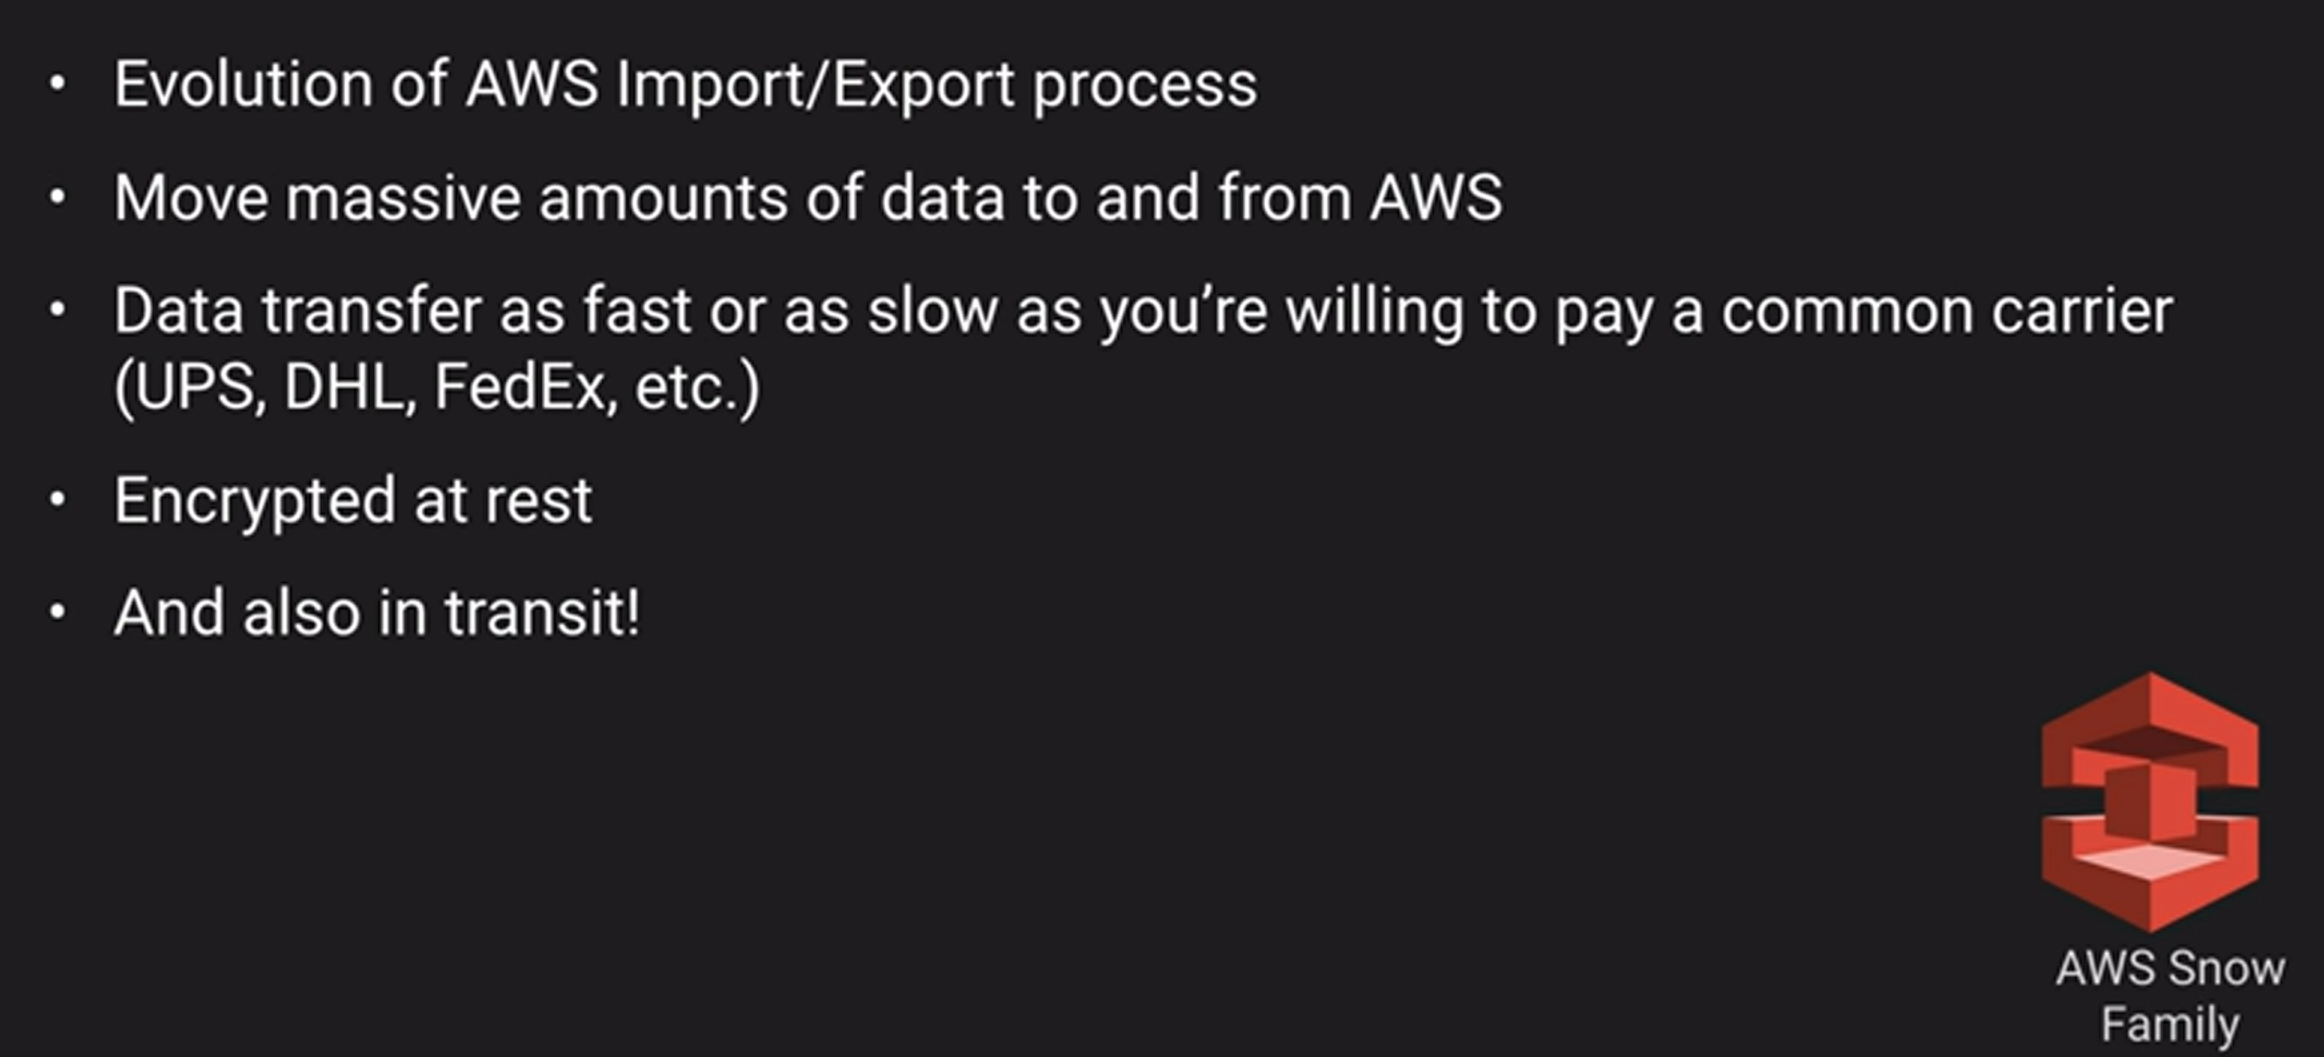 • Evolution of AWS Import/Export process
• Move massive amounts of data to and from AWS
• Data transfer as fast or as slow as you’re willing to pay a common carrier
(UPS, DHL, FedEx, etc.)
• Encrypted at rest
• And also in transit!
AWS Snow
Family